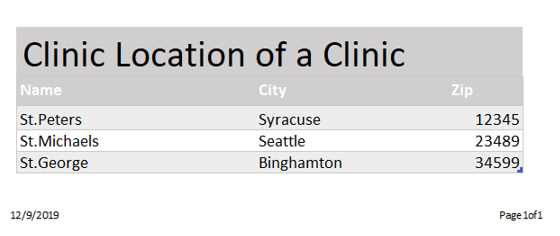 Clinic Location of a Clinic
Name City Zip
St.Peters Syracuse 12345
St.Michaels Seattle 23489
St.George Binghamton 34599
12/9/2019 Page 1of1